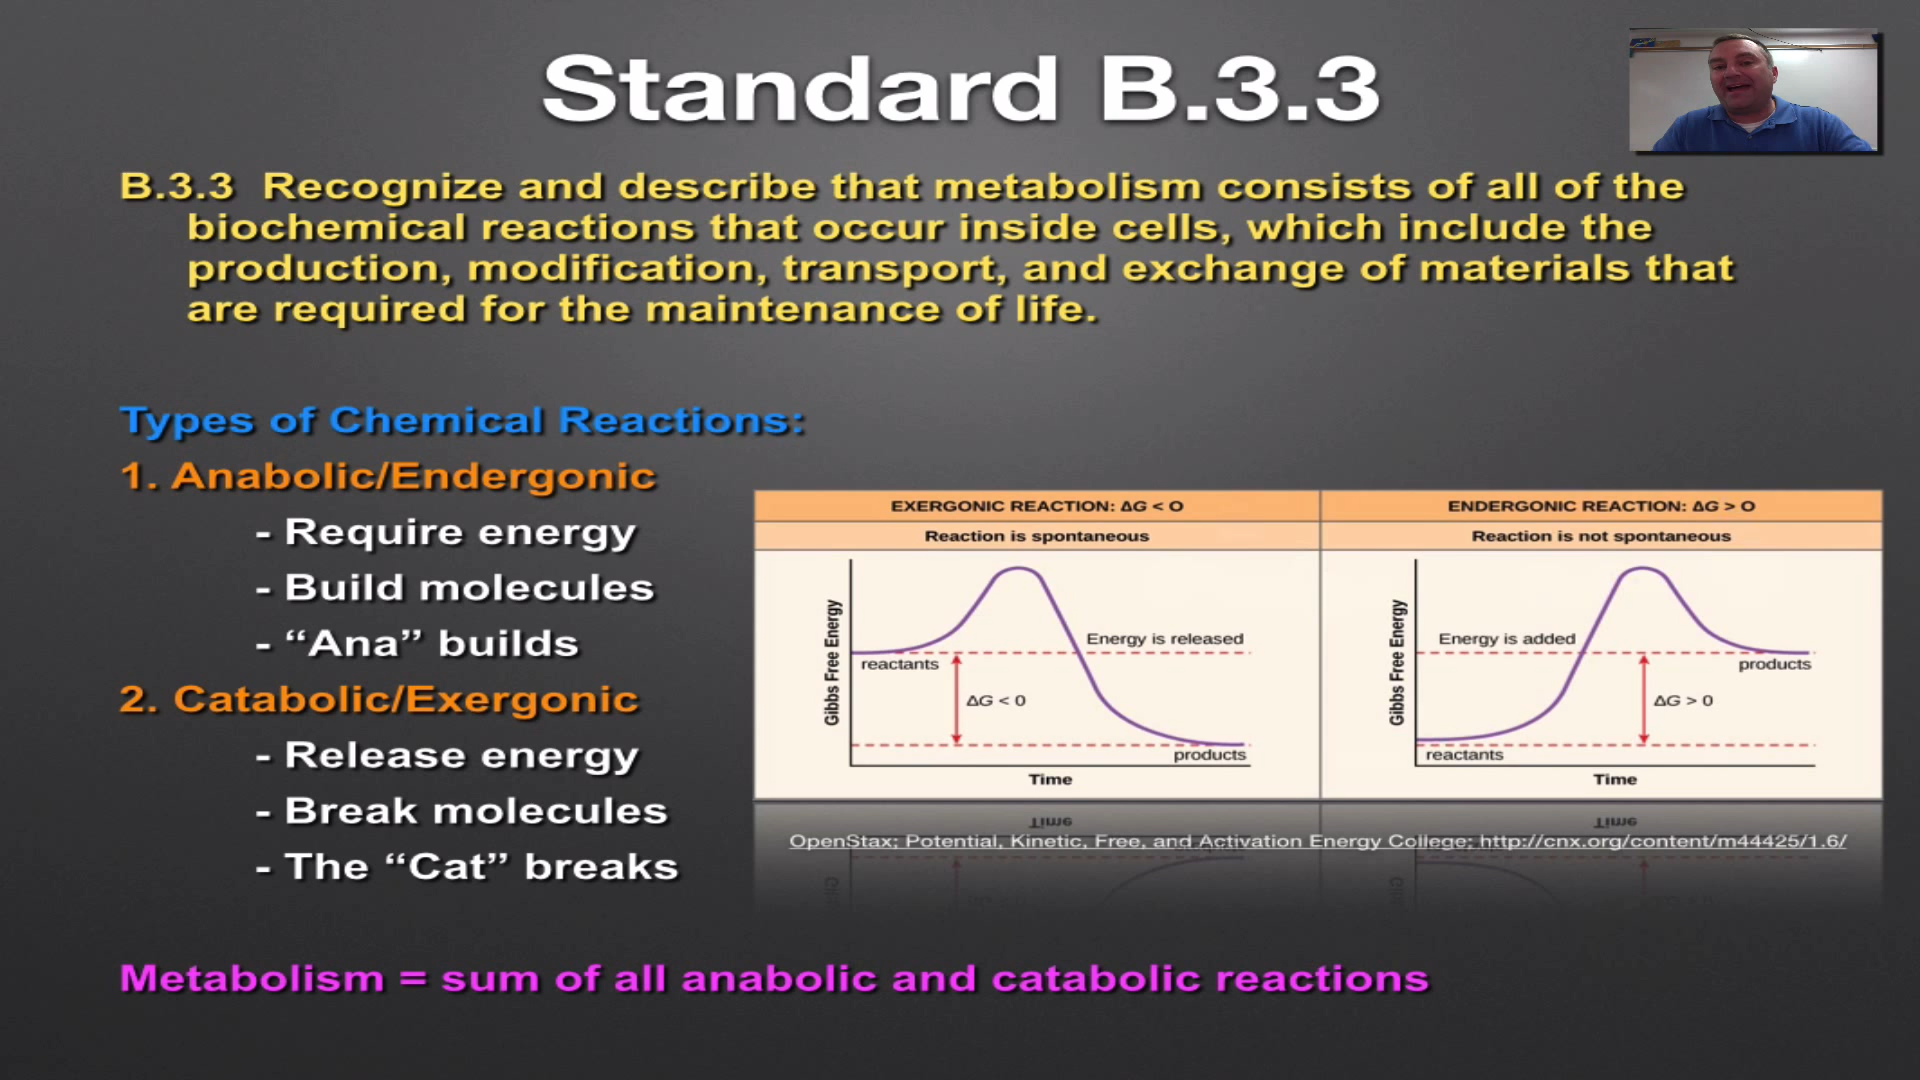 Standard B.3.3
B.3.3 Recognize and describe that metabolism consists of all of the
biochemical reactions that occur inside cells, which include the
production, modification, transport, and exchange of materials that
are required for the maintenance of life.
Types of Chemical Reactions:
1. Anabolic/Endergonic
- Require energy
- Build molecules
- “Ana” builds
2. Catabolic/Exergonic
- Release energy
- Break molecules
- The “Cat” breaks
EXERGONIC REACTION: ΔG < O
Reaction is spontaneous
Gibbs Free Energy
Energy is released
reactants
ΔG < 0
products
Time
ENDERGONIC REACTION: ΔG > O
Reaction is not spontaneous
Gibbs Free Energy
Energy is added
products
ΔG > 0
reactants
Time
OpenStax; Potential, Kinetic, Free, and Activation Energy College; http://cnx.org/content/m44425/1.6/
Metabolism = sum of all anabolic and catabolic reactions